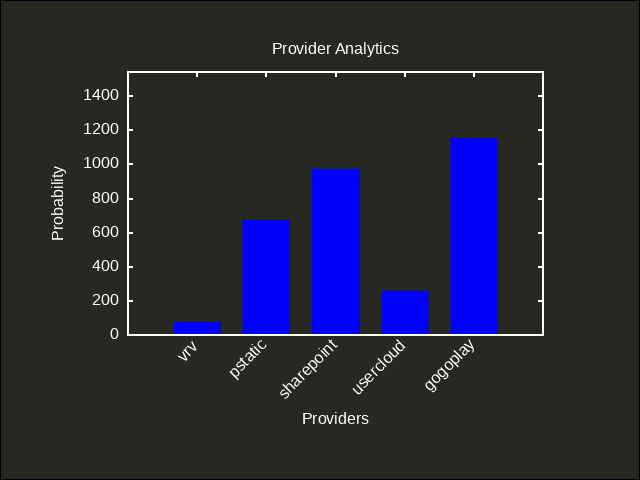 Provider Analytics
1400
1200
1000
800
600
400
200
0
Probability
vrv
pstatic
sharepoint
usercloud
gogoplay
Providers